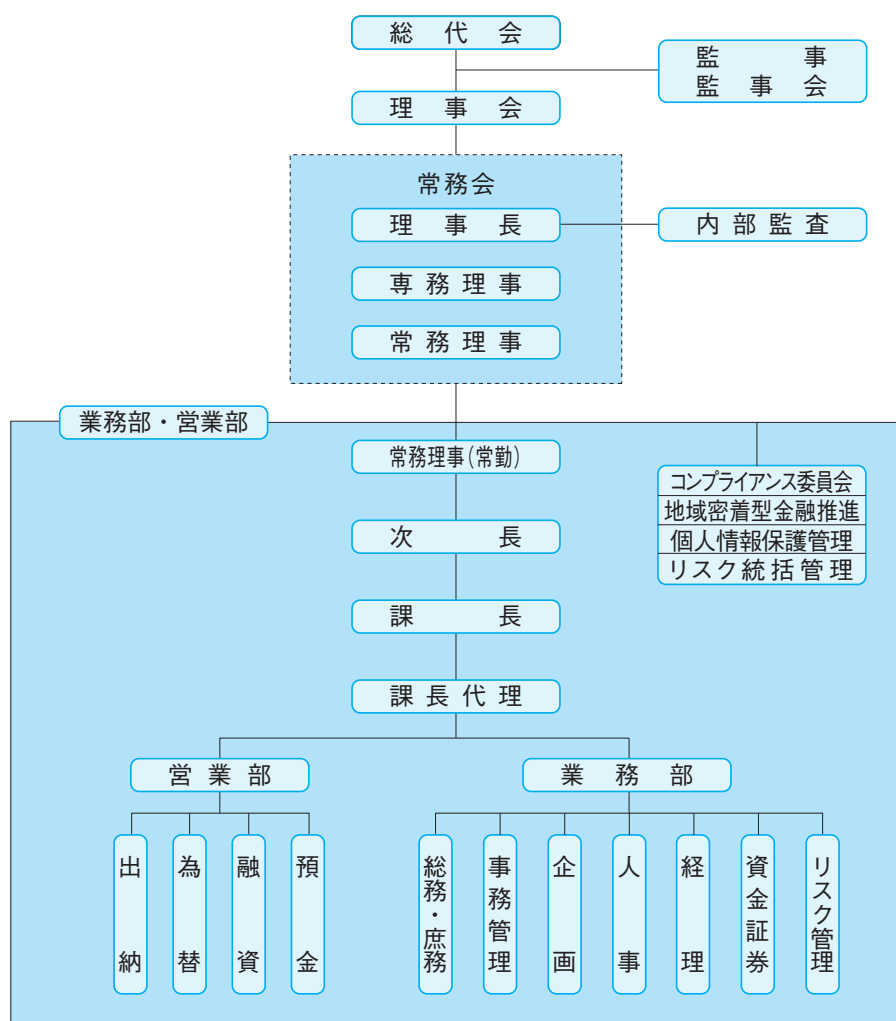 総代会
監事
監事会
理事会
常務会
理事長
内部監査
専務理事
常務理事
業務部・営業部
常務理事(常勤)
コンプライアンス委員会
地域密着型金融推進
個人情報保護管理
リスク統括管理
次長
課長
課長代理
営業部
業務部
出納
為替
融資
預金
総務・庶務
事務管理
企画
人事
経理
資金証券
リスク管理